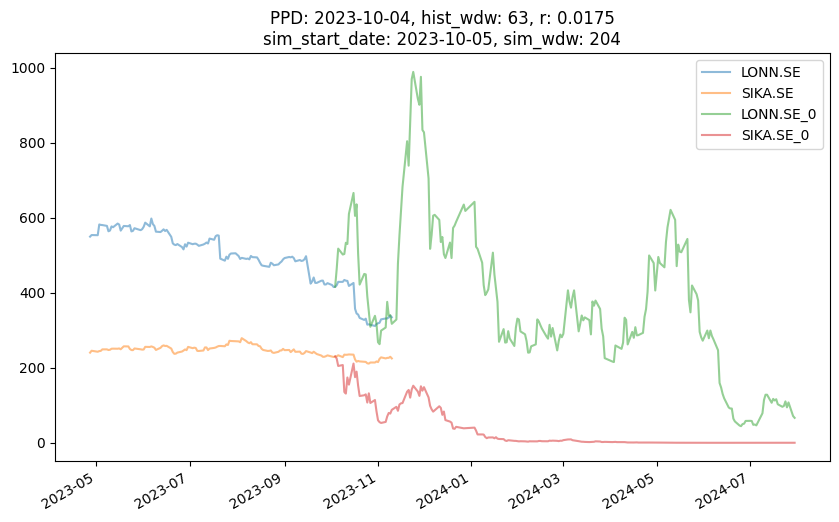 PPD: 2023-10-04, hist_wdw: 63, r: 0.0175
sim_start_date: 2023-10-05, sim_wdw: 204
LONN.SE
SIKA.SE
LONN.SE_0
SIKA.SE_0
1000
800
600
400
200
0
2023-05
2023-07
2023-09
2023-11
2024-01
2024-03
2024-05
2024-07